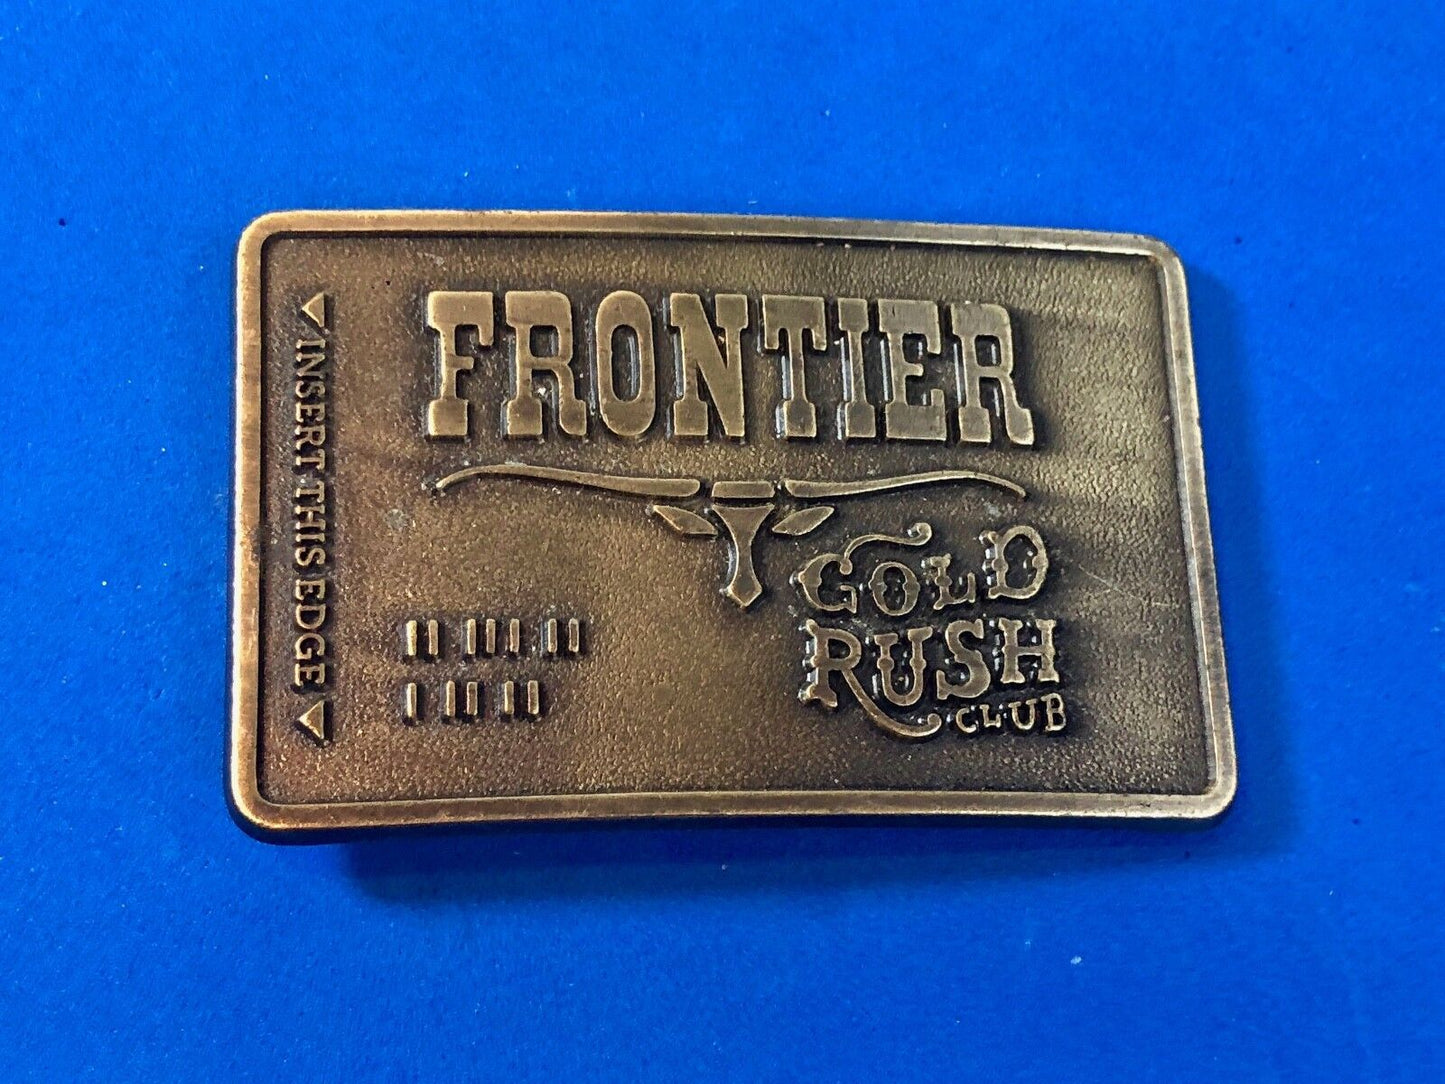 FRONTIER
GOLD
RUSH
CLUB
INSERT THIS EDGE